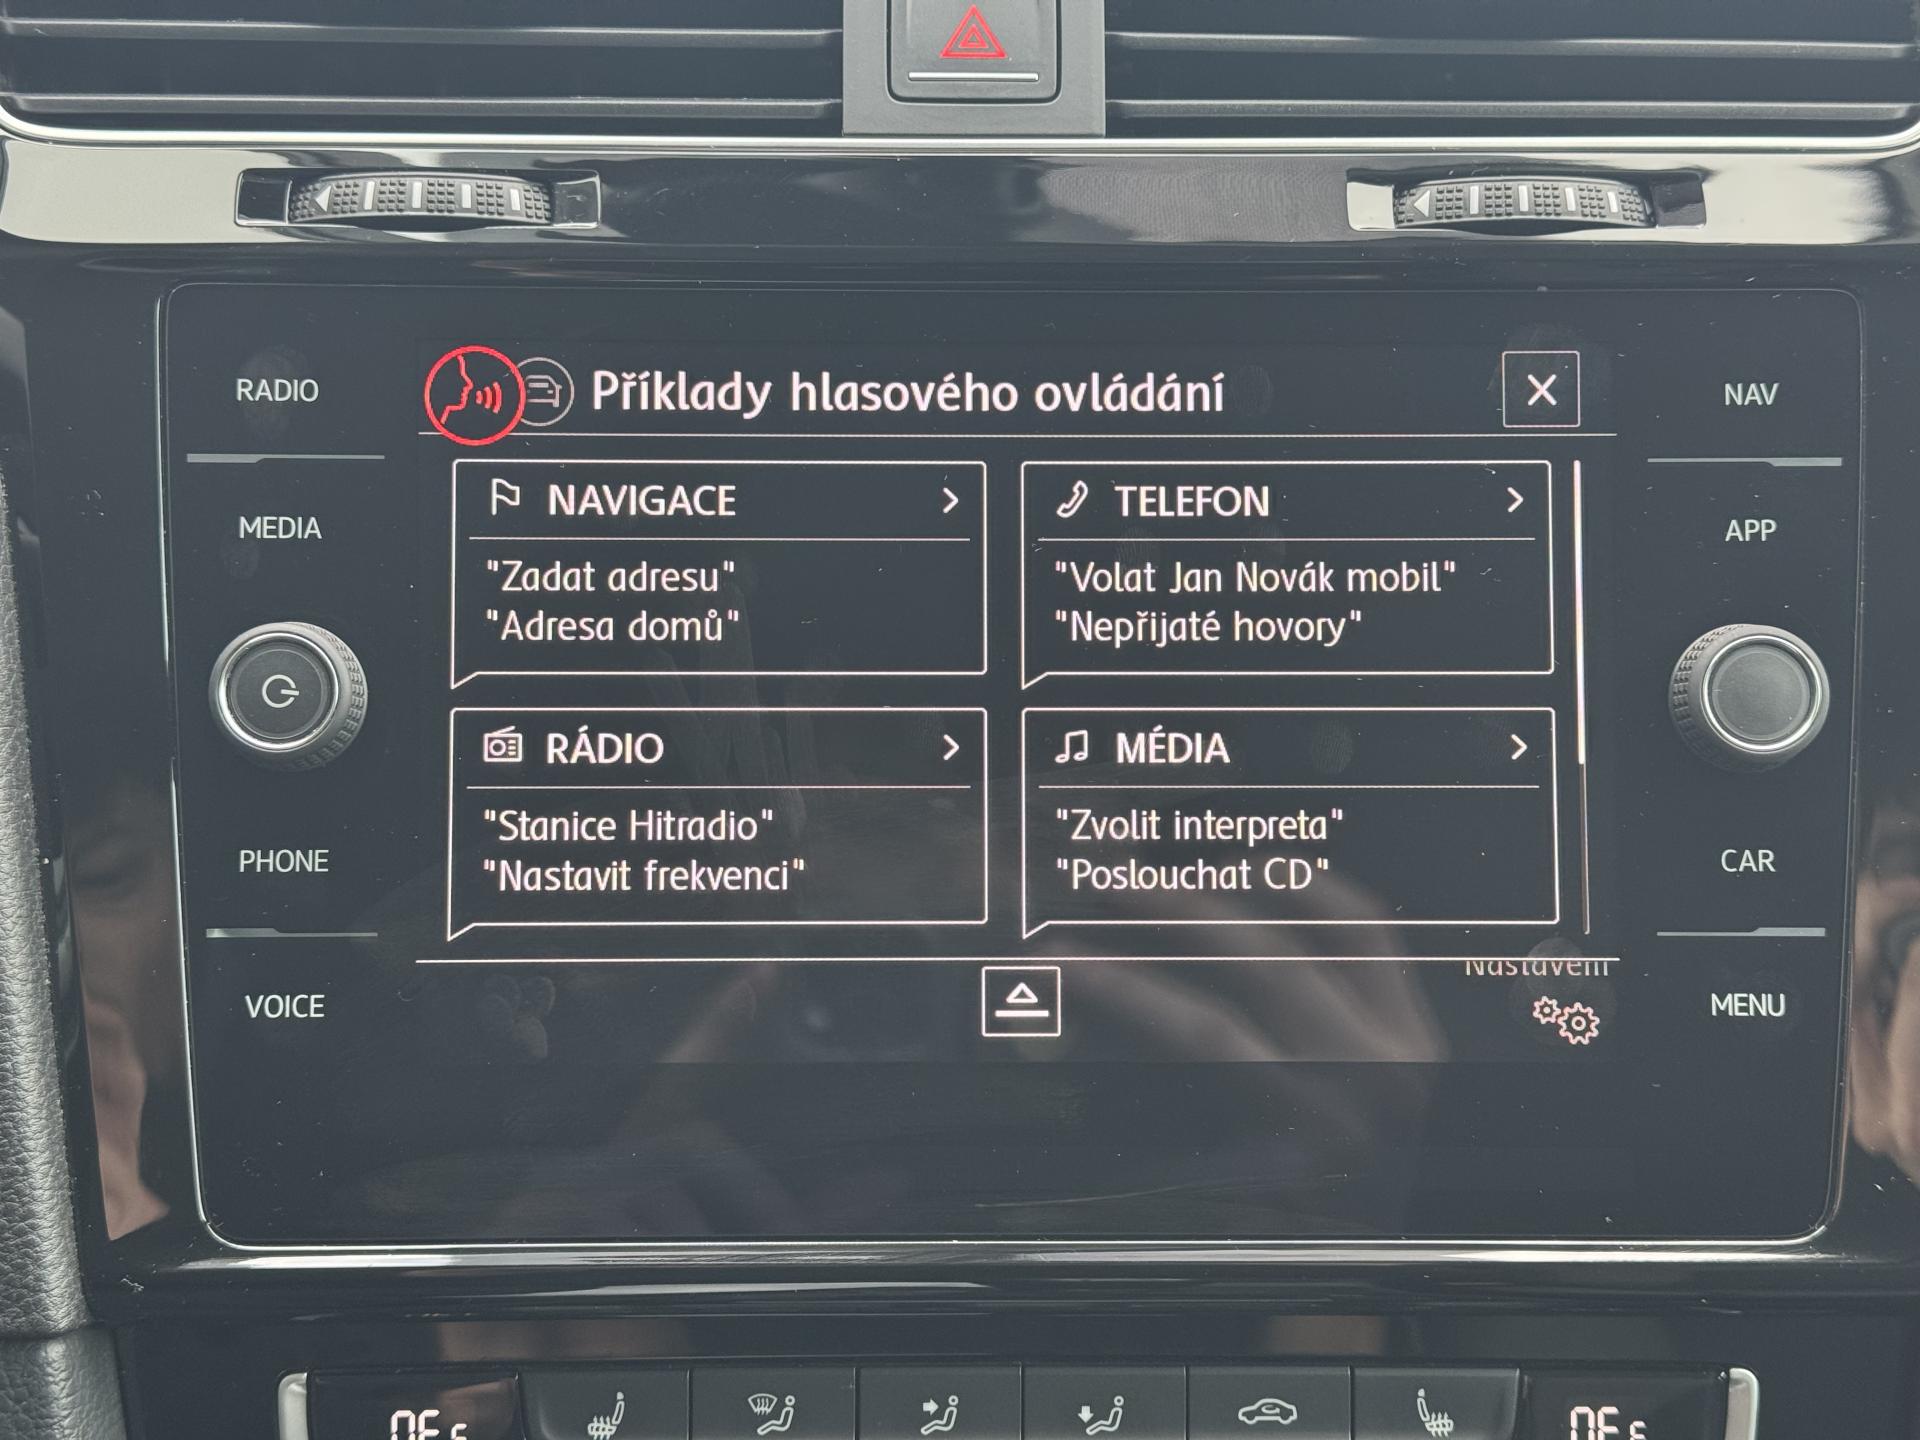 Příklady hlasového ovládání
RADIO
NAV
NAVIGACE
TELEFON
MEDIA
APP
"Zadat adresu"
"Volat Jan Novák mobil"
"Adresa domů"
"Nepřijaté hovory"
RÁDIO
MÉDIA
"Stanice Hitradio"
"Zvolit interpreta"
PHONE
CAR
"Nastavit frekvenci"
"Poslouchat CD"
Nastavení
VOICE
MENU